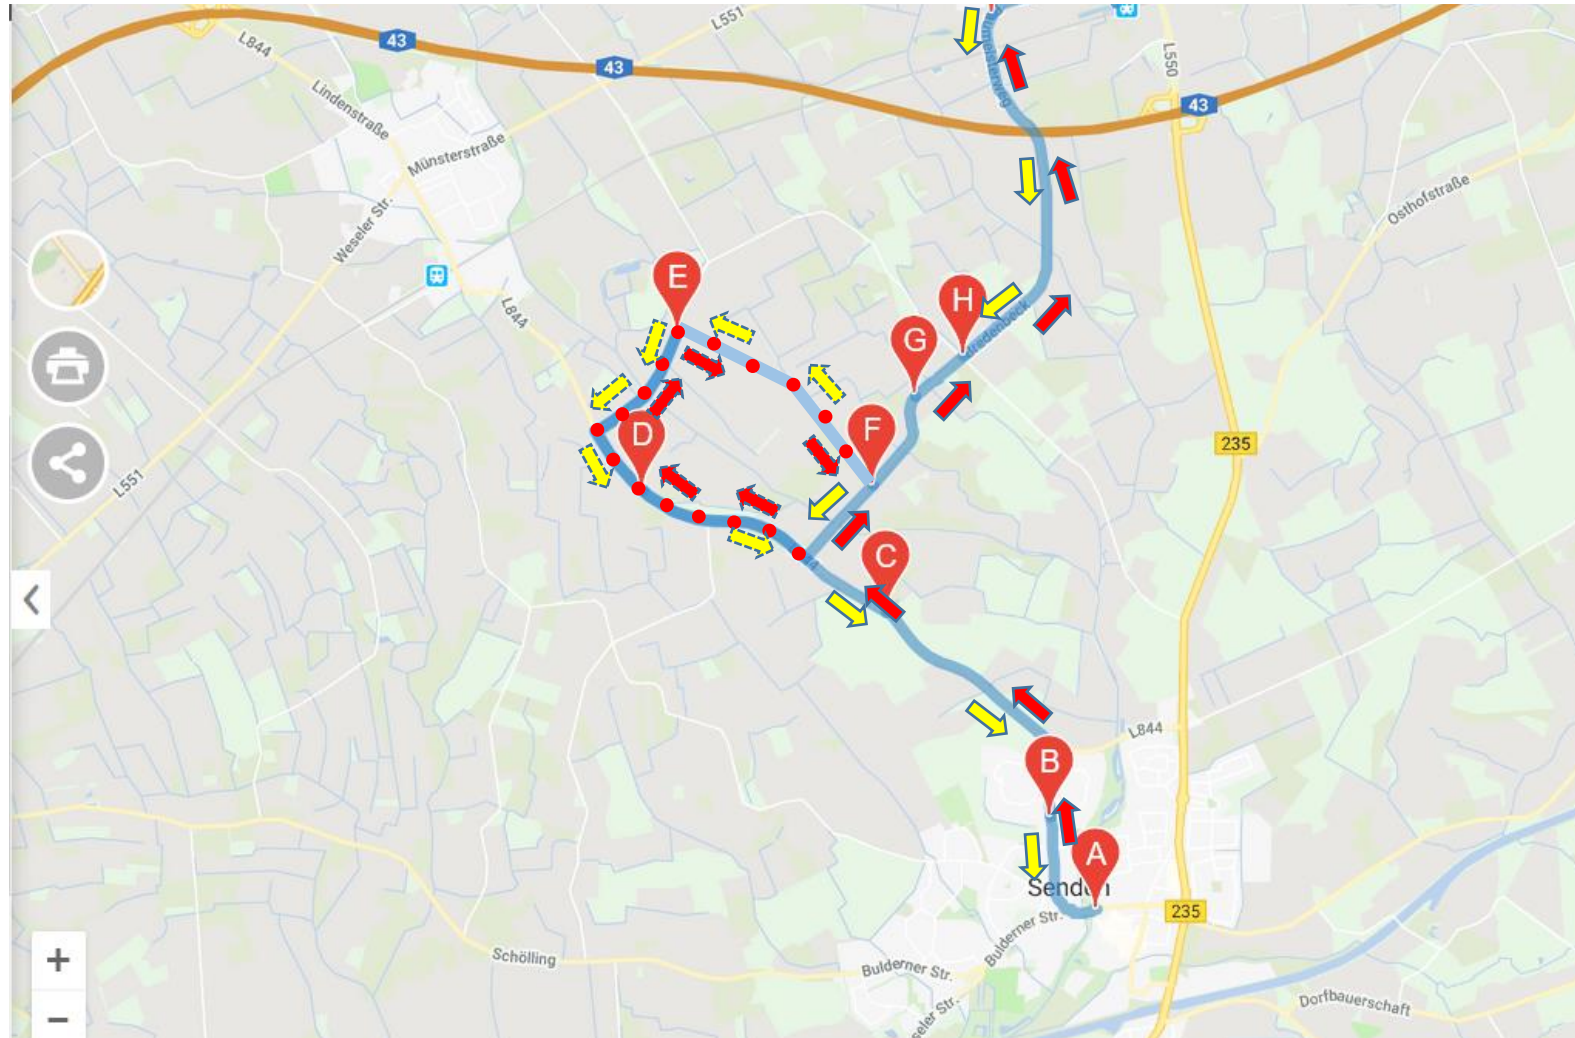 L551
L844
43
43
43
L550
Lindenstraße
Münsterstraße
Osthofstraße
Weseler Str.
E
L844
H
G
D
F
235
L551
C
L844
B
A
Senden
235
Bulderner Str.
Schölling
Bulderner Str.
Dorfbauerschaft
+
−